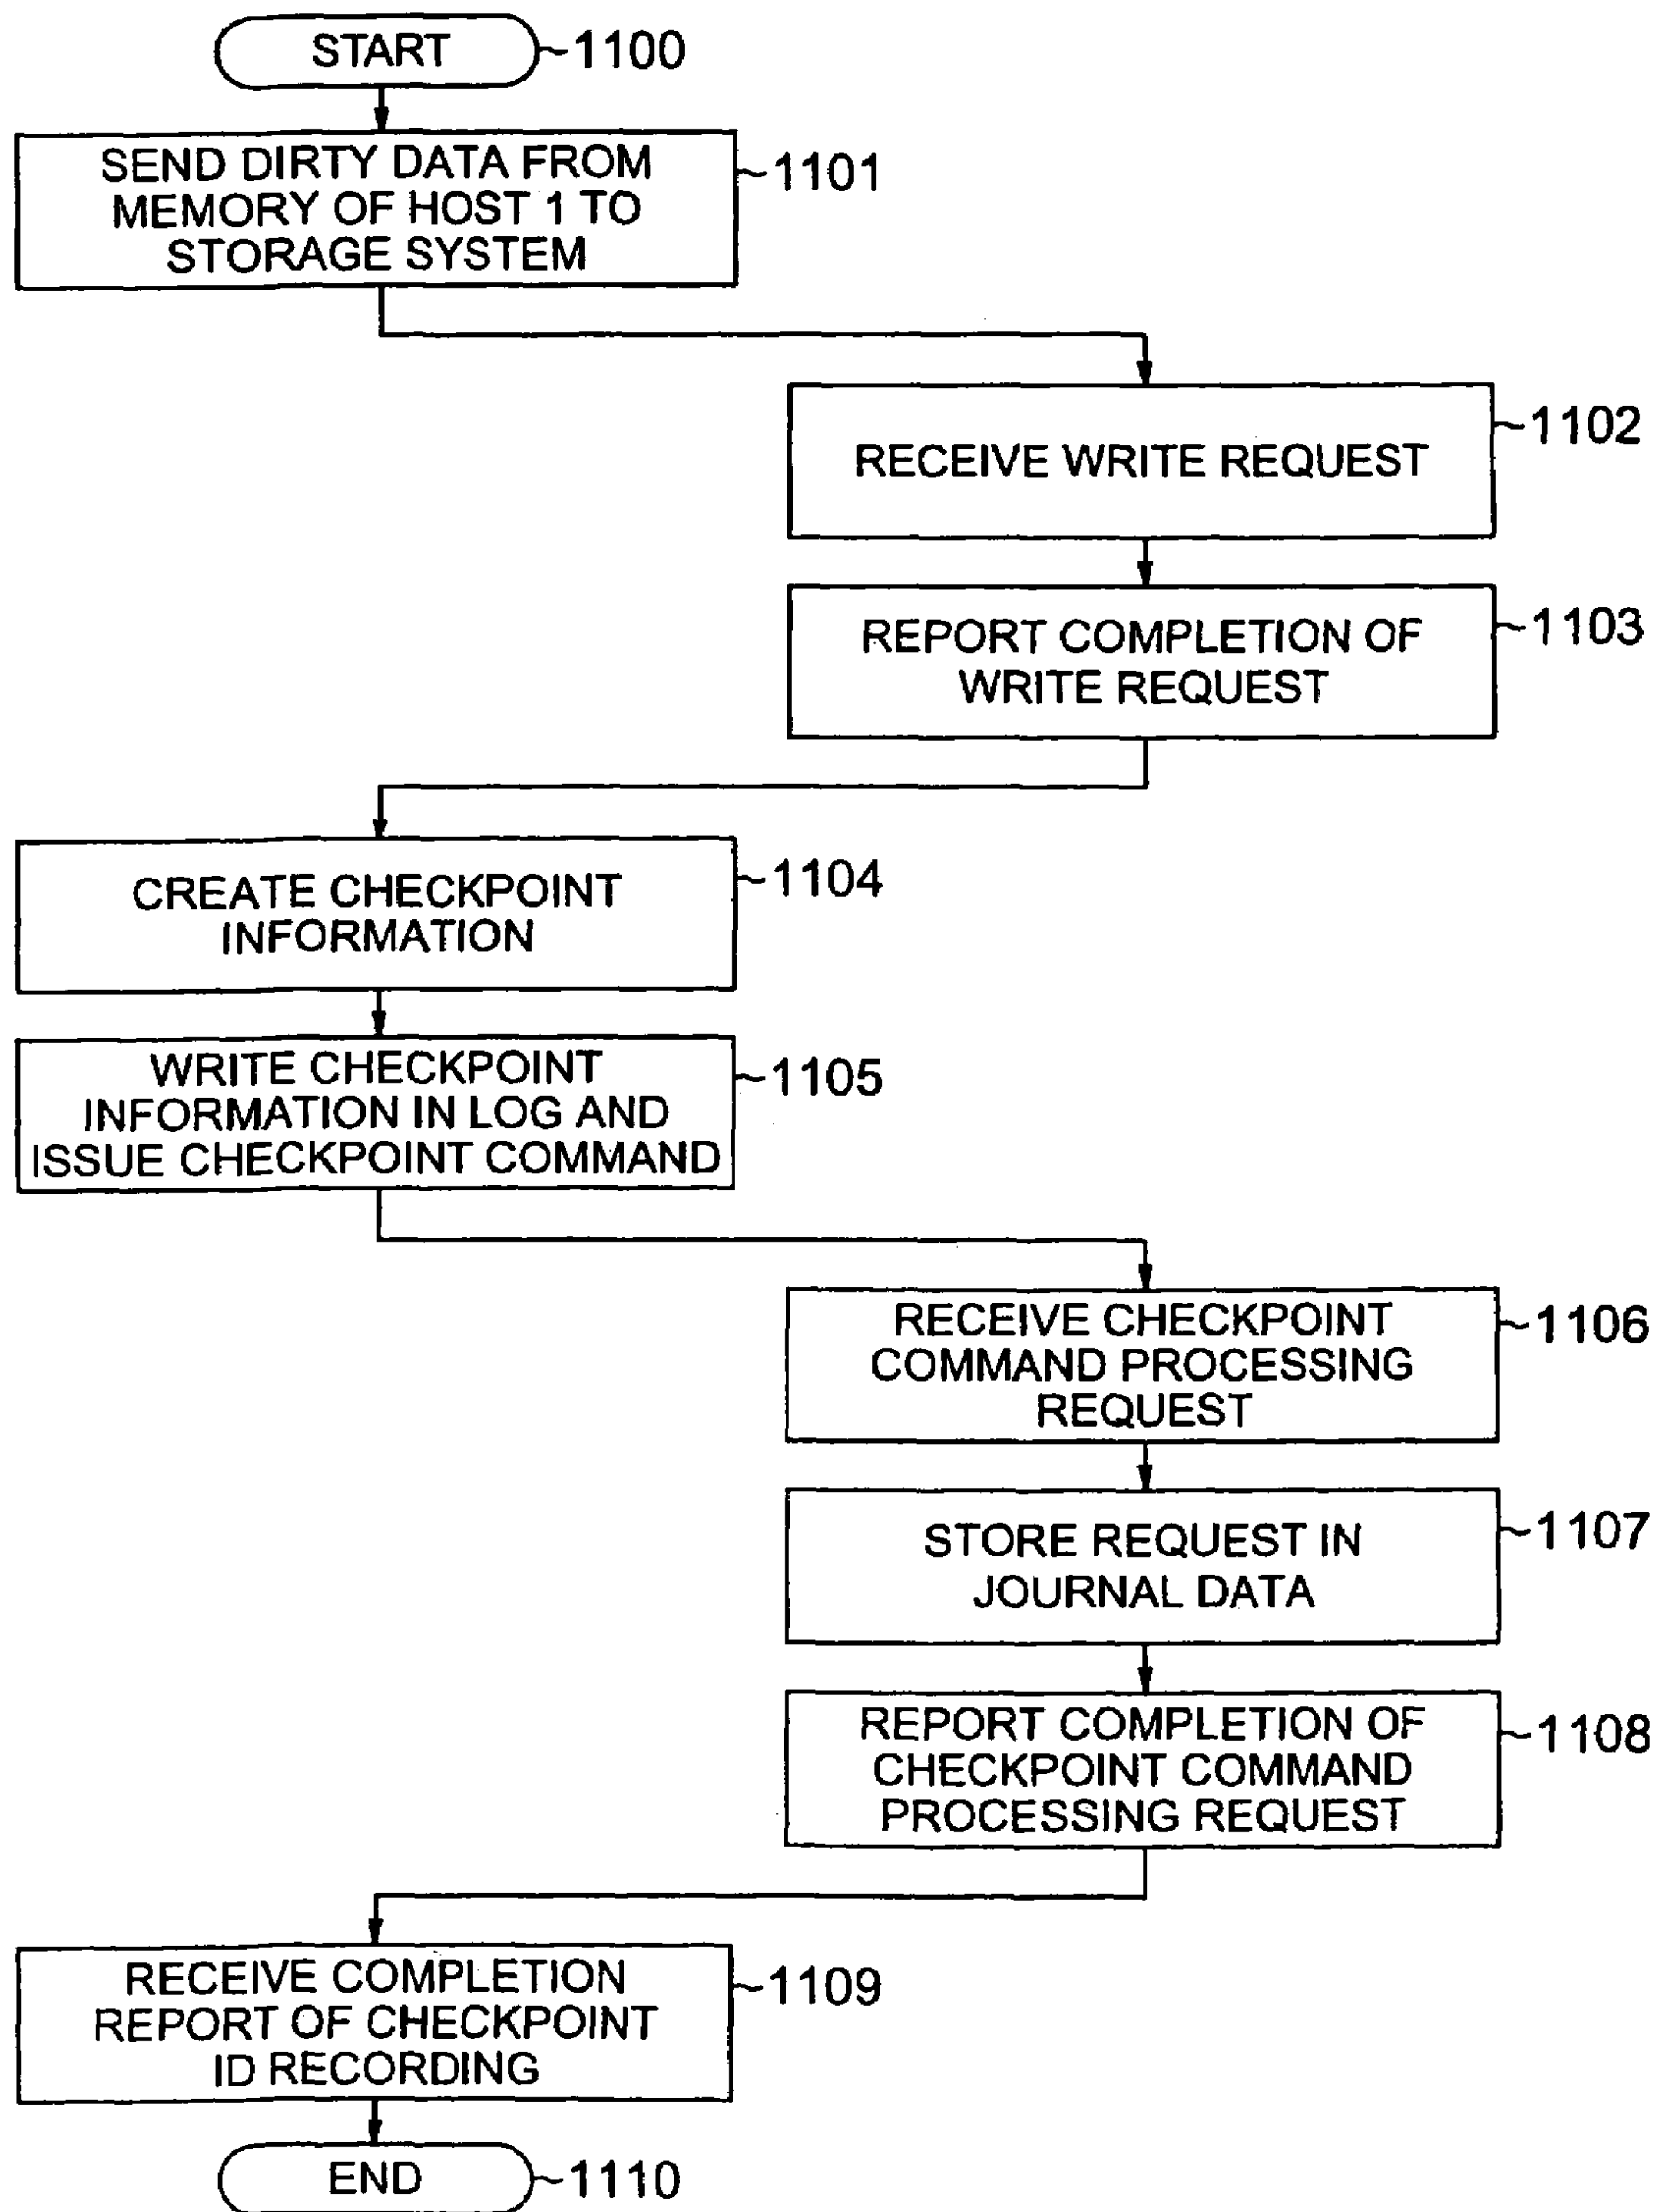 START
1100
SEND DIRTY DATA FROM
MEMORY OF HOST 1 TO
STORAGE SYSTEM
1101
RECEIVE WRITE REQUEST
1102
REPORT COMPLETION OF
WRITE REQUEST
1103
CREATE CHECKPOINT
INFORMATION
1104
WRITE CHECKPOINT
INFORMATION IN LOG AND
ISSUE CHECKPOINT COMMAND
1105
RECEIVE CHECKPOINT
COMMAND PROCESSING
REQUEST
1106
STORE REQUEST IN
JOURNAL DATA
1107
REPORT COMPLETION OF
CHECKPOINT COMMAND
PROCESSING REQUEST
1108
RECEIVE COMPLETION
REPORT OF CHECKPOINT
ID RECORDING
1109
END
1110